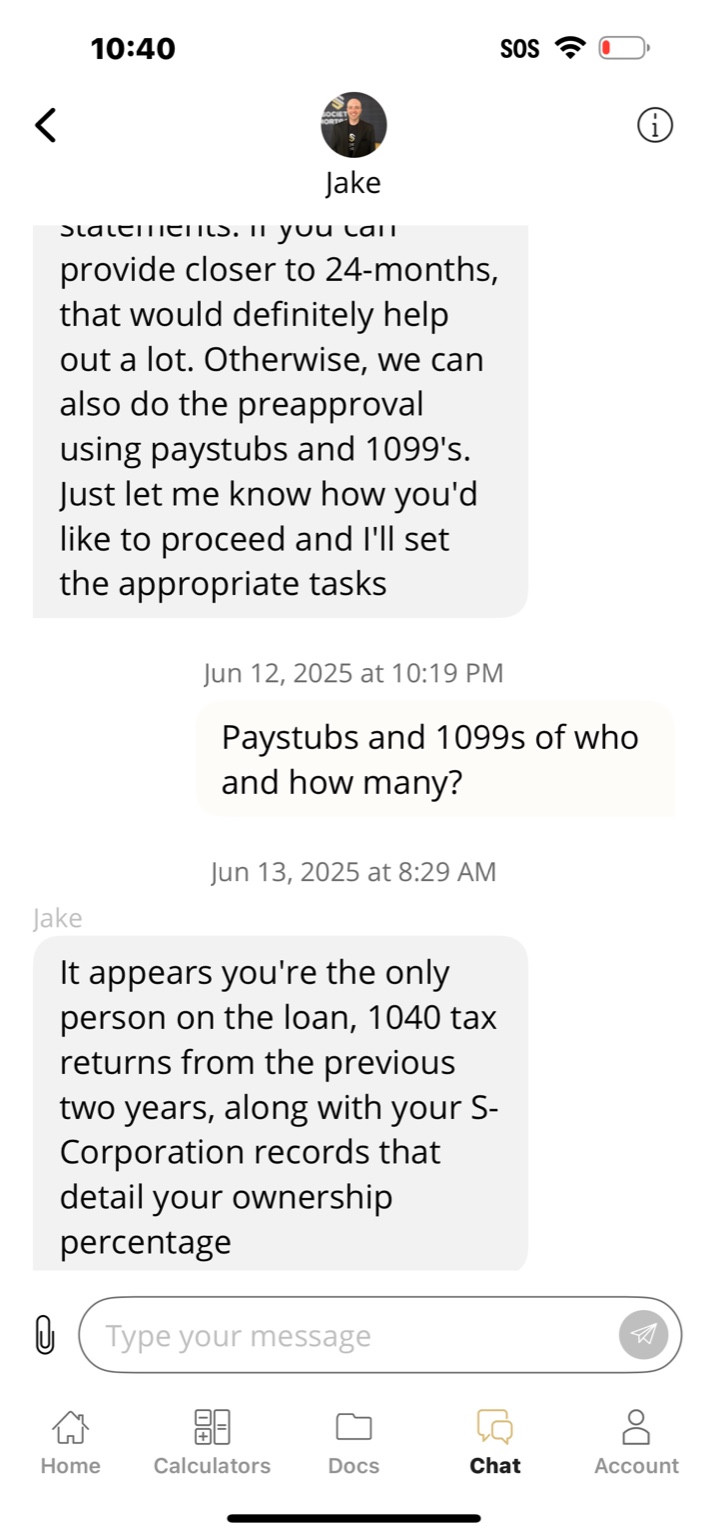 10:40
SOS
Jake
statements. If you can
provide closer to 24-months,
that would definitely help
out a lot. Otherwise, we can
also do the preapproval
using paystubs and 1099's.
Just let me know how you'd
like to proceed and I'll set
the appropriate tasks
Jun 12, 2025 at 10:19 PM
Paystubs and 1099s of who
and how many?
Jun 13, 2025 at 8:29 AM
Jake
It appears you're the only
person on the loan, 1040 tax
returns from the previous
two years, along with your S-
Corporation records that
detail your ownership
percentage
Type your message
Home
Calculators
Docs
Chat
Account